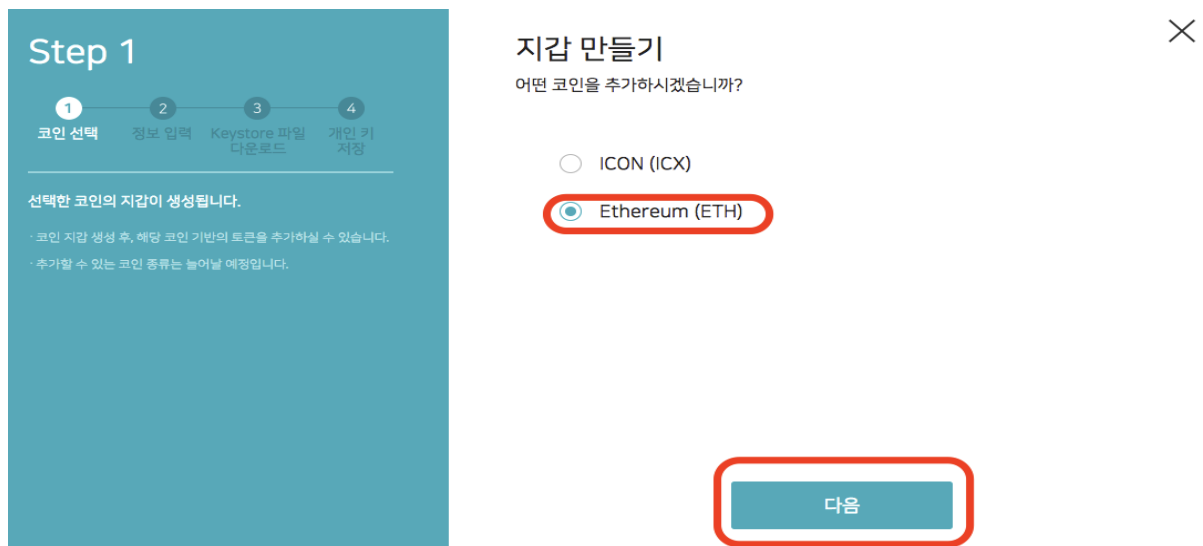 Step 1
1 2 3 4
코인 선택 정보 입력 Keystore 파일 개인 키
다운로드 저장
선택한 코인의 지갑이 생성됩니다.
· 코인 지갑 생성 후, 해당 코인 기반의 토큰을 추가하실 수 있습니다.
· 추가할 수 있는 코인 종류는 늘어날 예정입니다.
지갑 만들기
어떤 코인을 추가하시겠습니까?
ICON (ICX)
Ethereum (ETH)
다음